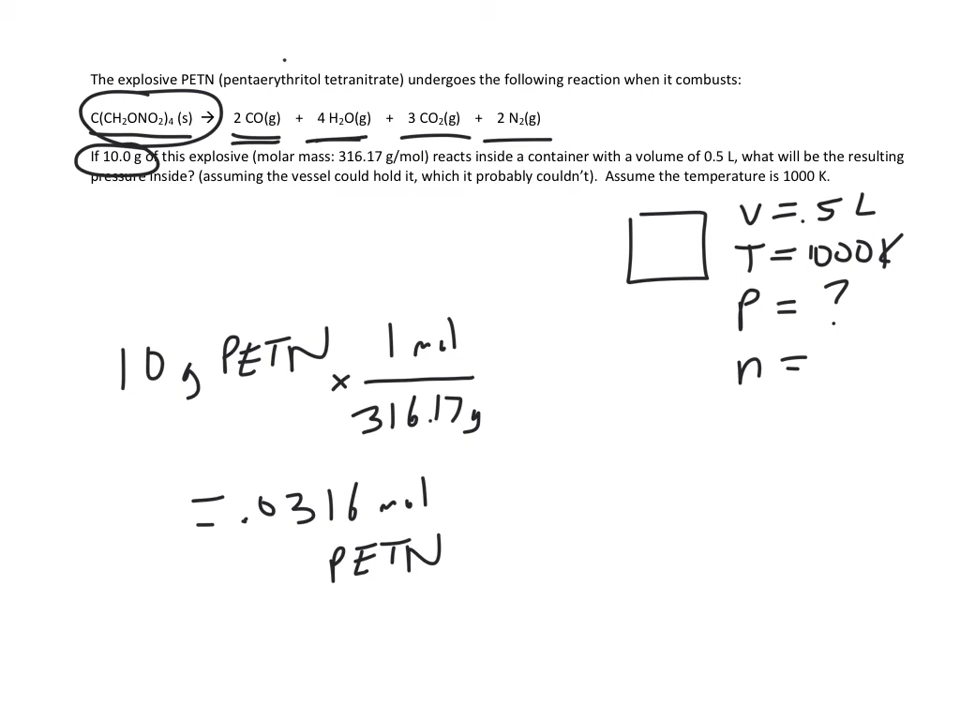 The explosive PETN (pentaerythritol tetranitrate) undergoes the following reaction when it combusts:
C(CH₂ONO₂)₄ (s) → 2 CO(g) + 4 H₂O(g) + 3 CO₂(g) + 2 N₂(g)
If 10.0 g of this explosive (molar mass: 316.17 g/mol) reacts inside a container with a volume of 0.5 L, what will be the resulting
pressure inside? (assuming the vessel could hold it, which it probably couldn't). Assume the temperature is 1000 K.
V = .5 L
T = 1000K
P = ?
n =
10 g PETN × 1 mol
316.17g
= .0316 mol
PETN